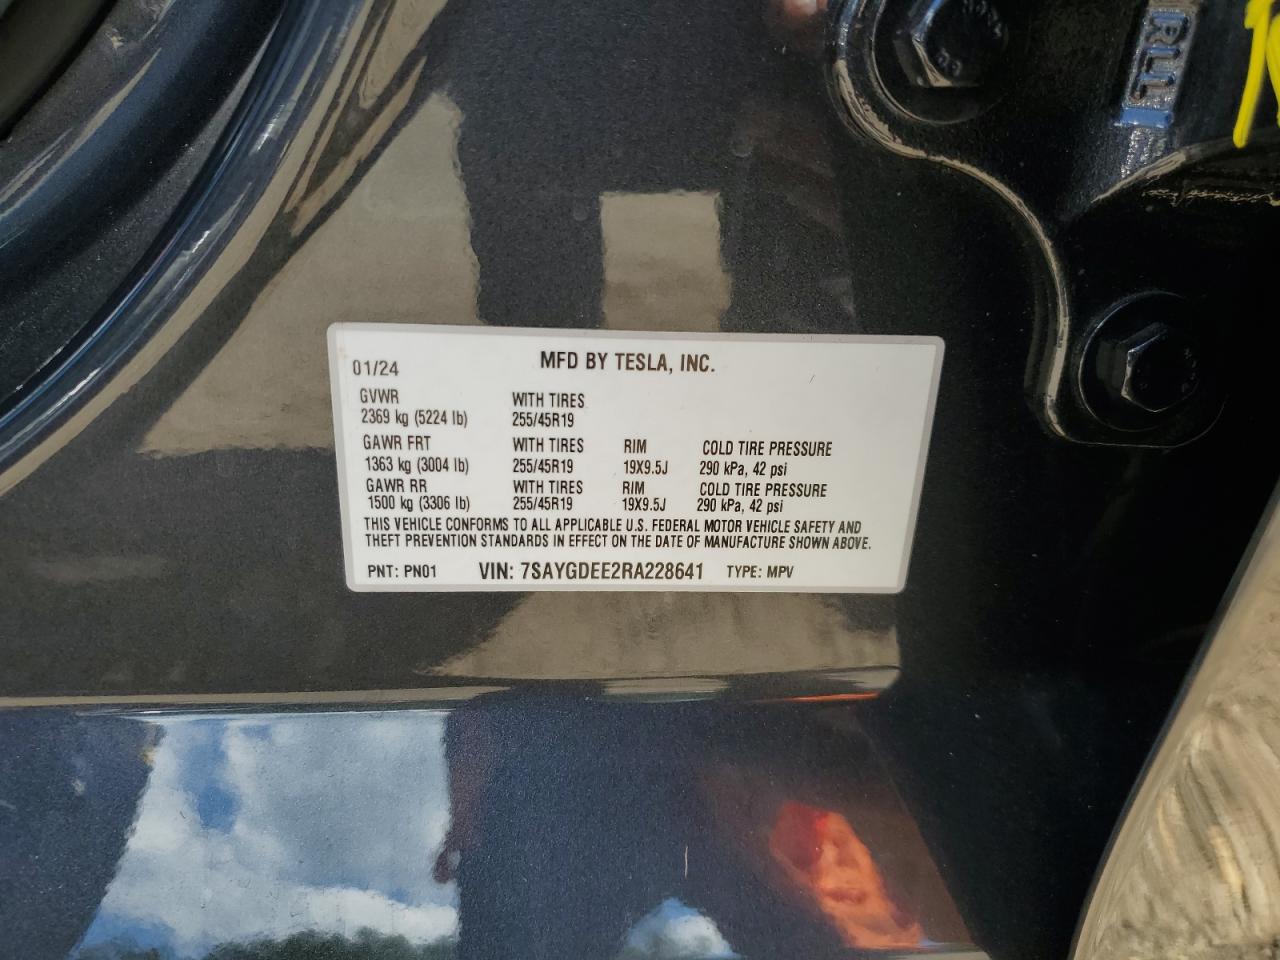 RLIL
01/24 MFD BY TESLA, INC.
GVWR WITH TIRES
2369 kg (5224 lb) 255/45R19
GAWR FRT WITH TIRES RIM COLD TIRE PRESSURE
1363 kg (3004 lb) 255/45R19 19X9.5J 290 kPa, 42 psi
GAWR RR WITH TIRES RIM COLD TIRE PRESSURE
1500 kg (3306 lb) 255/45R19 19X9.5J 290 kPa, 42 psi
THIS VEHICLE CONFORMS TO ALL APPLICABLE U.S. FEDERAL MOTOR VEHICLE SAFETY AND
THEFT PREVENTION STANDARDS IN EFFECT ON THE DATE OF MANUFACTURE SHOWN ABOVE.
PNT: PN01 VIN: 7SAYGDEE2RA228641 TYPE: MPV